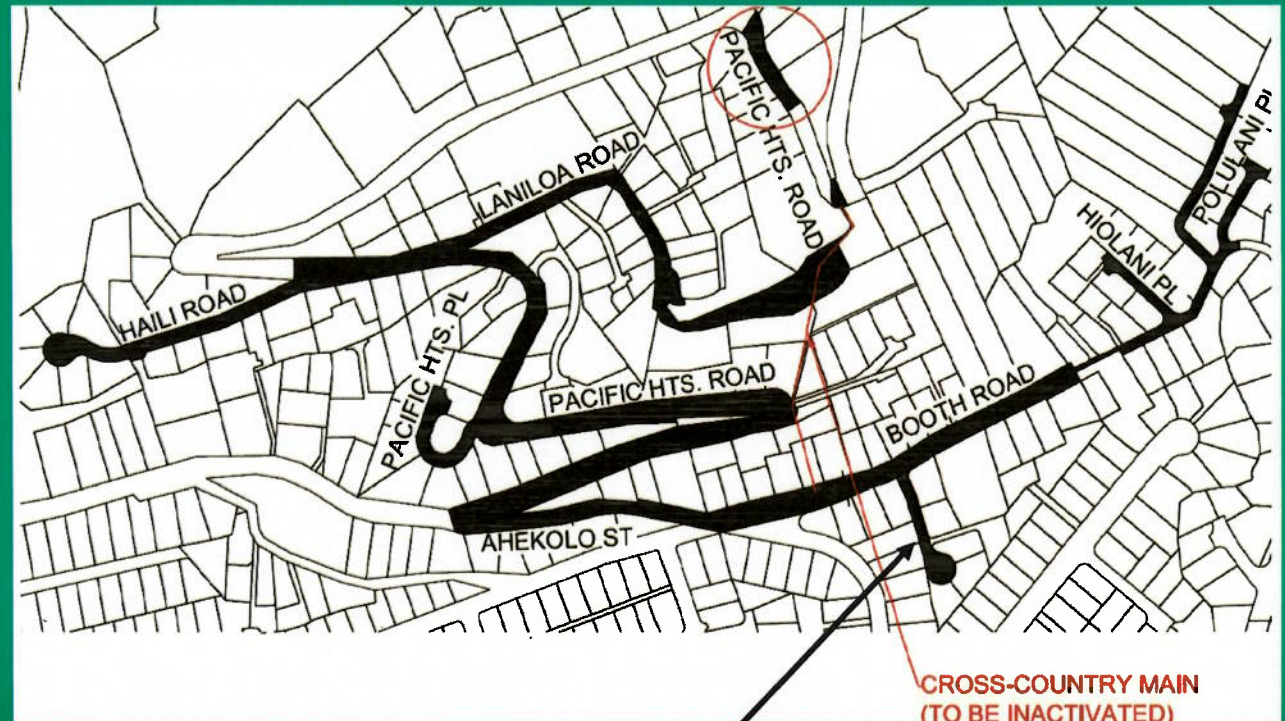 PACIFIC HTS. ROAD
LANILOA ROAD
POLULANI Pl
HIOLANI PL
HAILI ROAD
PACIFIC HTS. PL
PACIFIC HTS. ROAD
BOOTH ROAD
AHEKOLO ST
CROSS-COUNTRY MAIN
(TO BE INACTIVATED)